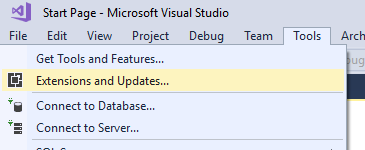 Start Page - Microsoft Visual Studio
File Edit View Project Debug Team Tools Arch
Get Tools and Features...
Extensions and Updates...
Connect to Database...
Connect to Server...